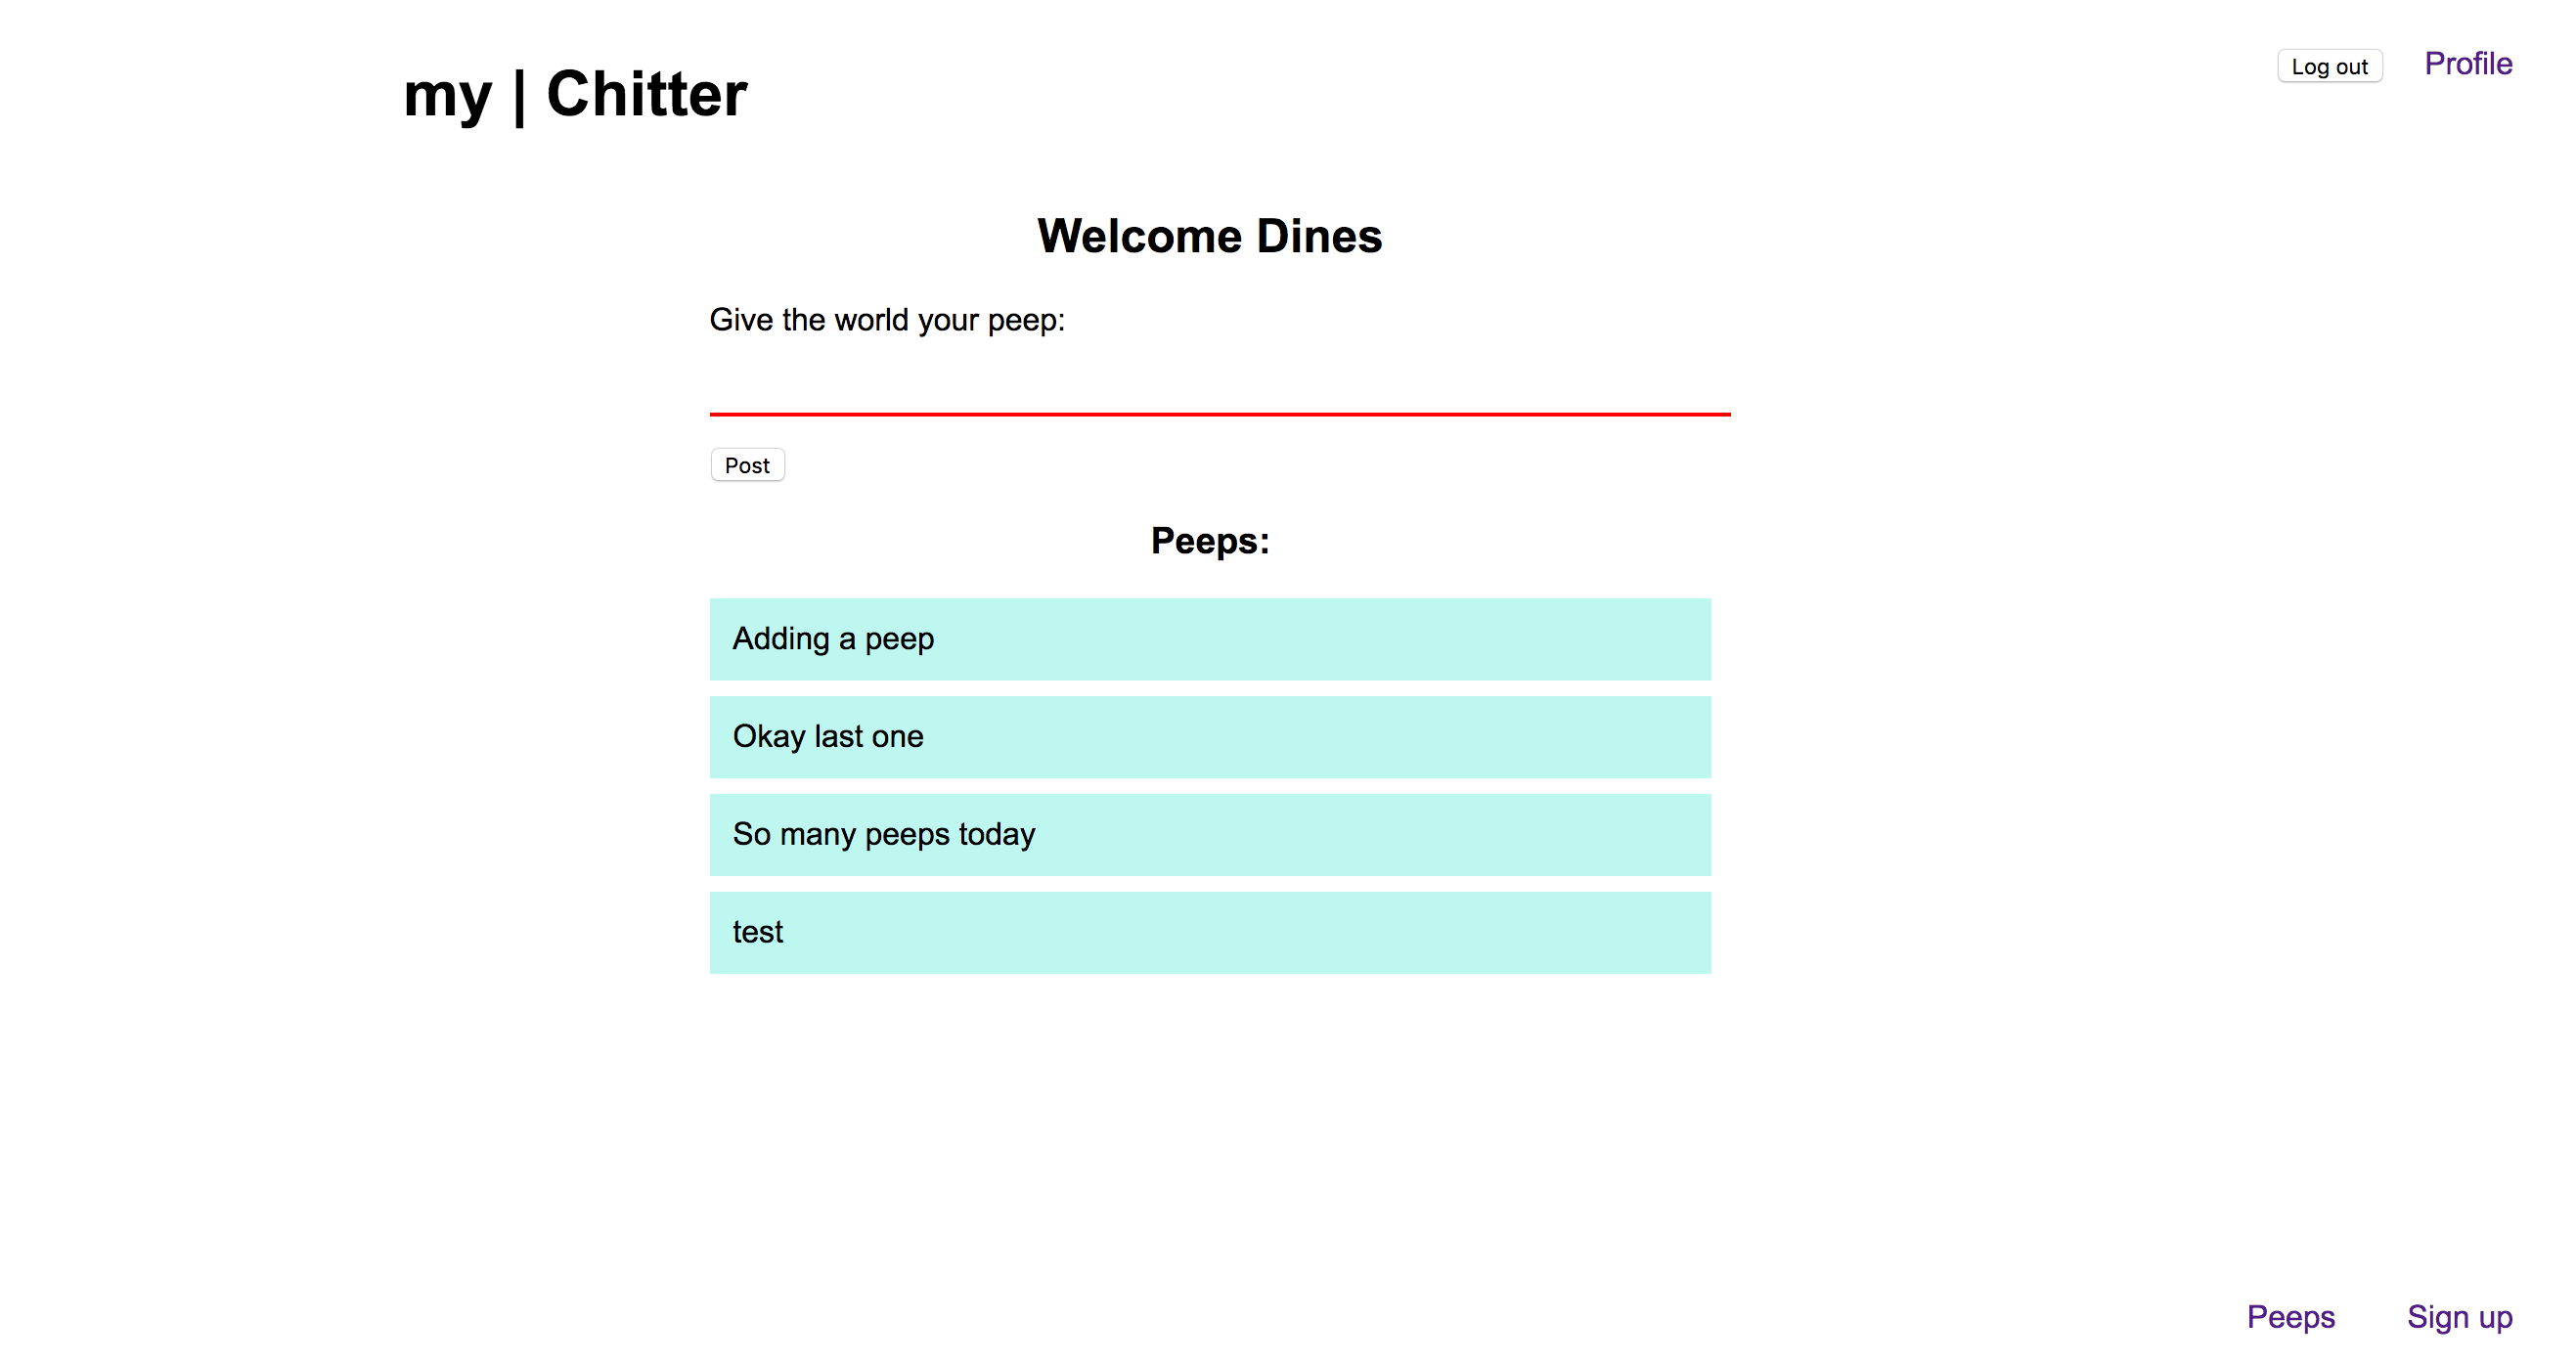 my | Chitter
Log out
Profile
Welcome Dines
Give the world your peep:
Post
Peeps:
Adding a peep
Okay last one
So many peeps today
test
Peeps
Sign up